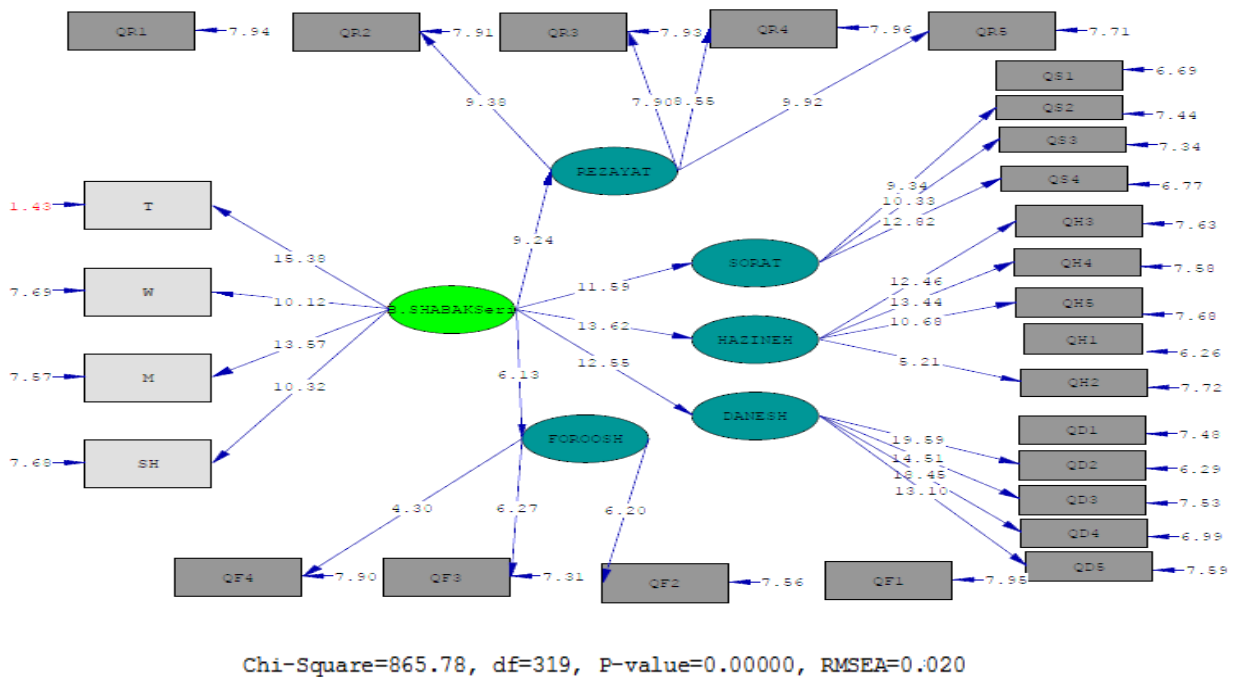 QR1 7.94 QR2 7.91 QR3 7.93 QR4 7.96 QR5 7.71
QS1 6.69
QS2 7.44
9.38 7.90 8.55 9.92
QS3 7.34
REZAYAT
QS4 6.77
9.34
10.33
12.82
1.43 T
QH3 7.63
9.24
15.38
SORAT
QH4 7.58
12.46
13.44
10.68
7.69 W
10.12
B.SHABAKSeri
11.59
QH5 7.68
13.62
HAZINEH
QH1 6.26
13.57
12.55
5.21
7.57 M
10.32
6.13
QH2 7.72
DANESH
QD1 7.48
FOROOSH
19.59
14.51
13.10
QD2 6.29
7.68 SH
QD3 7.53
4.30 6.27 6.20
QD4 6.99
QD5 7.59
QF4 7.90 QF3 7.31 QF2 7.56 QF1 7.95
Chi-Square=865.78, df=319, P-value=0.00000, RMSEA=0.020